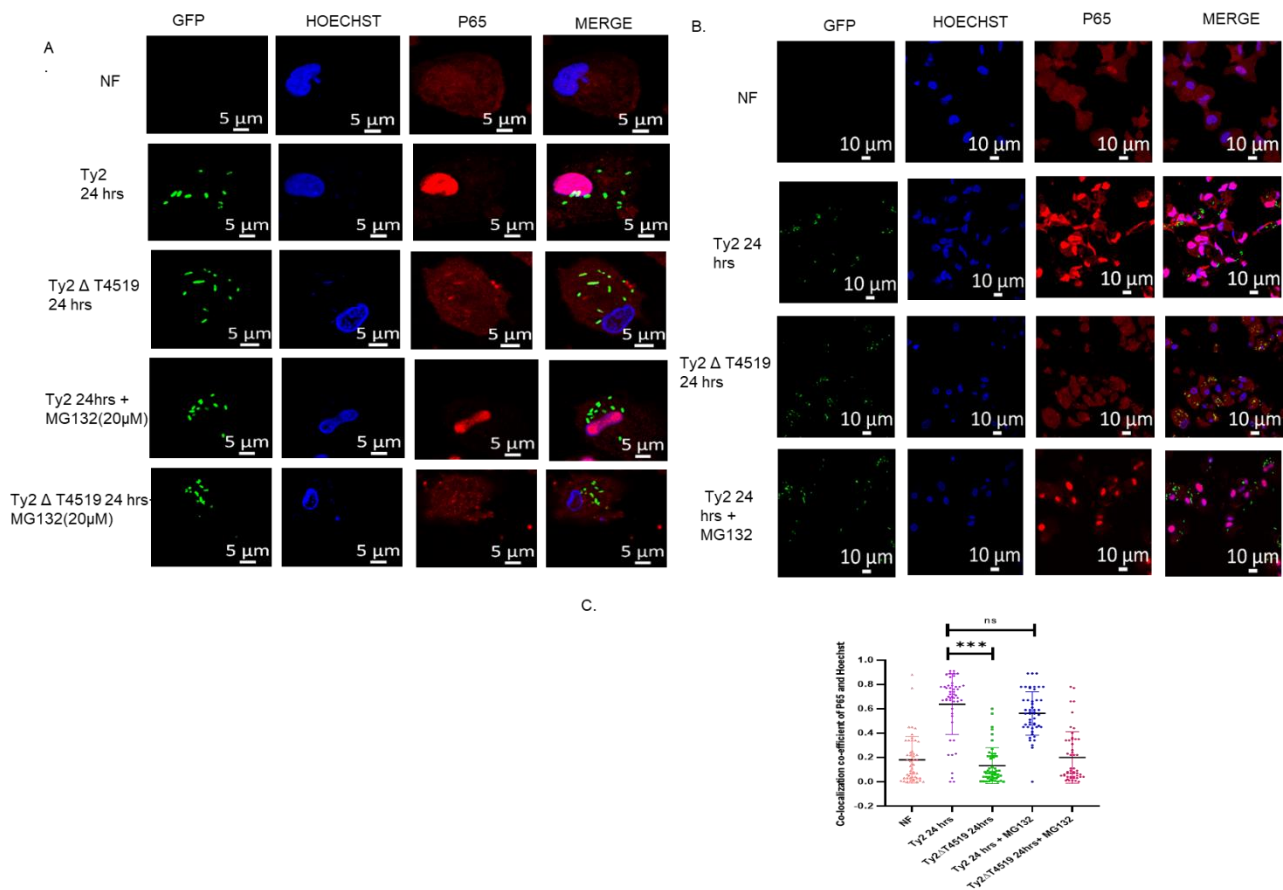 A
.
GFP HOECHST P65 MERGE
NF
5 µm 5 µm 5 µm 5 µm
Ty2
24 hrs
5 µm 5 µm 5 µm 5 µm
Ty2 Δ T4519
24 hrs
5 µm 5 µm 5 µm 5 µm
Ty2 24hrs +
MG132(20µM)
5 µm 5 µm 5 µm 5 µm
Ty2 Δ T4519 24 hrs
MG132(20µM)
5 µm 5 µm 5 µm 5 µm
B.
GFP HOECHST P65 MERGE
NF
10 µm 10 µm 10 µm 10 µm
Ty2 24
hrs
10 µm 10 µm 10 µm 10 µm
Ty2 Δ T4519
24 hrs
10 µm 10 µm 10 µm 10 µm
Ty2 24
hrs +
MG132
10 µm 10 µm 10 µm 10 µm
C.
ns
***
Co-localization co-efficient of P65 and Hoechst
1.0
0.8
0.6
0.4
0.2
0.0
-0.2
NF
Ty2 24 hrs
Ty2ΔT4519 24hrs
Ty2 24 hrs + MG132
Ty2ΔT4519 24hrs+ MG132